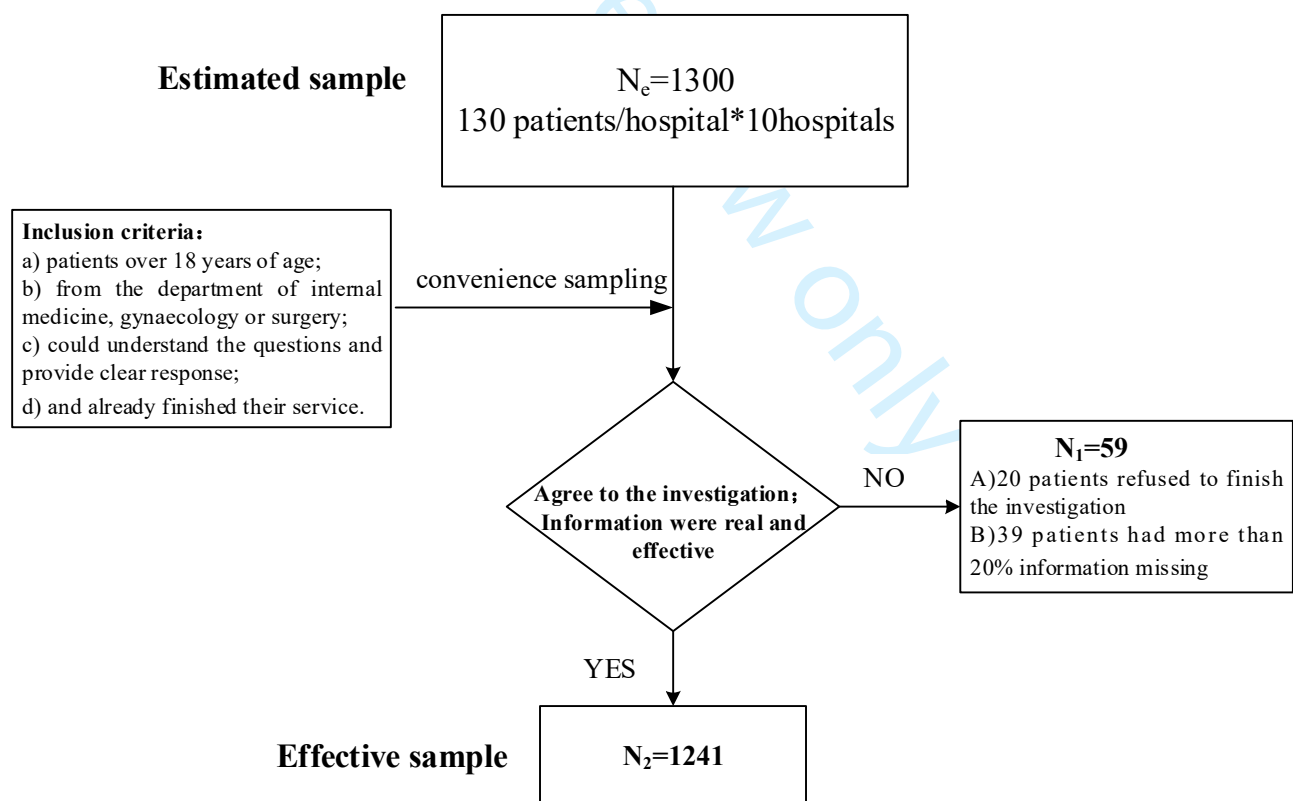 Estimated sample
Nₑ=1300
130 patients/hospital*10hospitals
Inclusion criteria：
a) patients over 18 years of age;
b) from the department of internal
medicine, gynaecology or surgery;
c) could understand the questions and
provide clear response;
d) and already finished their service.
convenience sampling
Agree to the investigation；
Information were real and
effective
NO
N₁=59
A)20 patients refused to finish
the investigation
B)39 patients had more than
20% information missing
YES
Effective sample
N₂=1241
w only